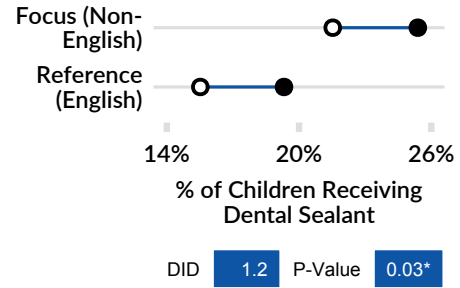 Focus (Non-
English)
Reference
(English)
14% 20% 26%
% of Children Receiving
Dental Sealant
DID 1.2 P-Value 0.03*